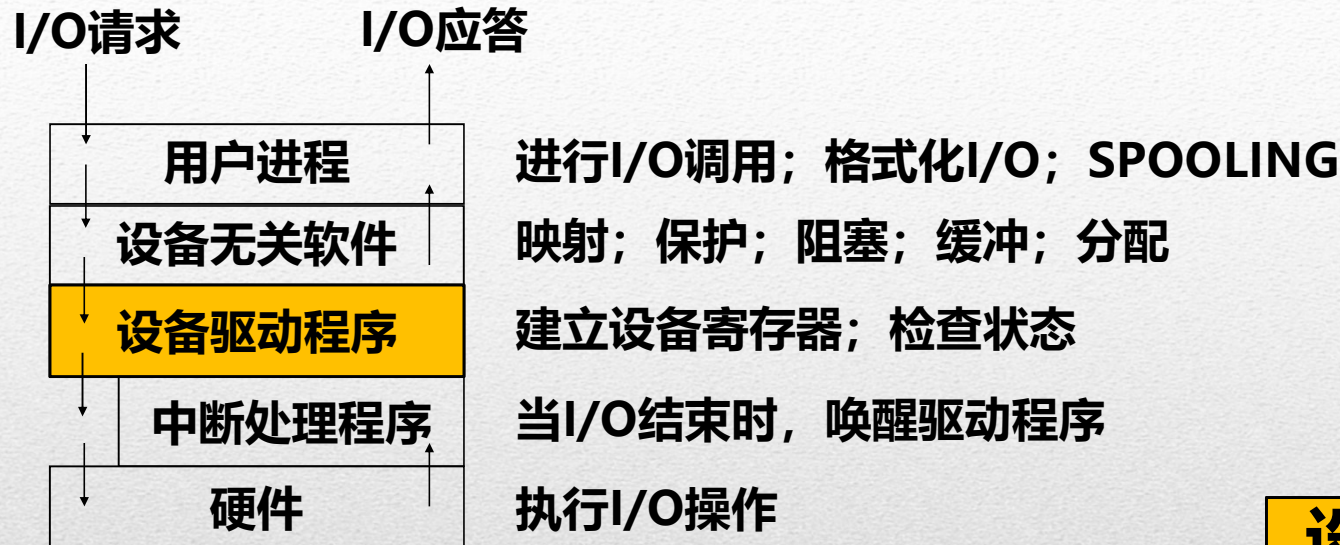 I/O请求 I/O应答
用户进程 进行I/O调用；格式化I/O；SPOOLING
设备无关软件 映射；保护；阻塞；缓冲；分配
设备驱动程序 建立设备寄存器；检查状态
中断处理程序 当I/O结束时，唤醒驱动程序
硬件 执行I/O操作